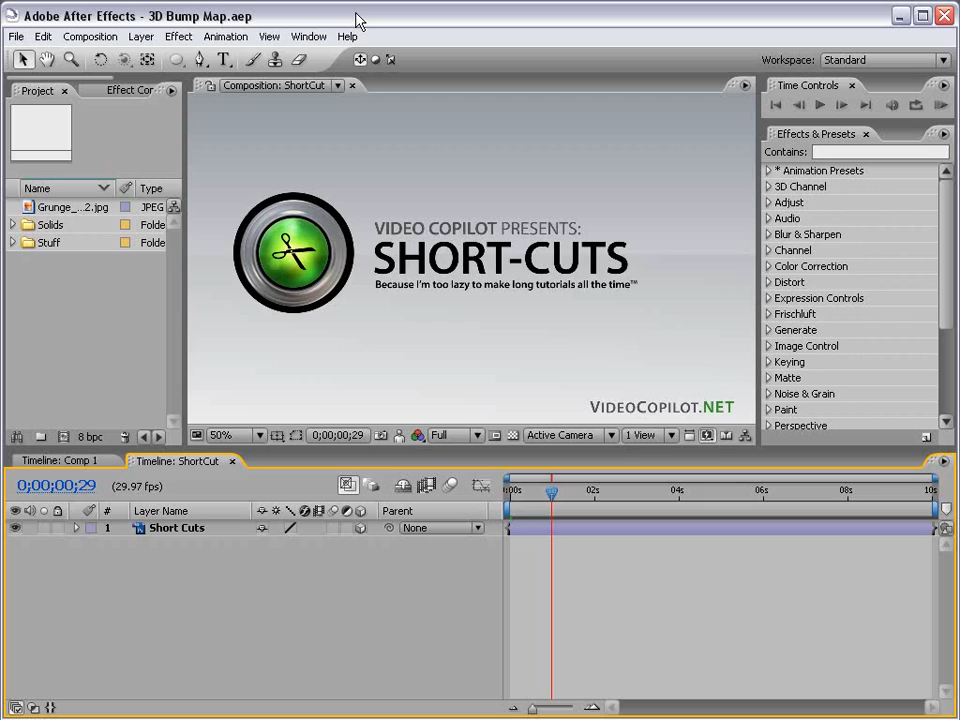 Adobe After Effects - 3D Bump Map.aep
File Edit Composition Layer Effect Animation View Window Help
Workspace: Standard
Project Effect Cor
Composition: ShortCut
Time Controls
Effects & Presets
Contains:
Name Type
Grunge_...2.jpg JPEG
Solids Folde
Stuff Folde
VIDEO COPILOT PRESENTS:
SHORT-CUTS
Because I'm too lazy to make long tutorials all the time™
VIDEOCOPILOT.NET
* Animation Presets
3D Channel
Adjust
Audio
Blur & Sharpen
Channel
Color Correction
Distort
Expression Controls
Frischluft
Generate
Image Control
Keying
Matte
Noise & Grain
Paint
Perspective
8 bpc
50% 0;00;00;29 Full Active Camera 1 View
Timeline: Comp 1 Timeline: ShortCut
0;00;00;29 (29.97 fps)
:00s 02s 04s 06s 08s 10s
# Layer Name Parent
1 Short Cuts None